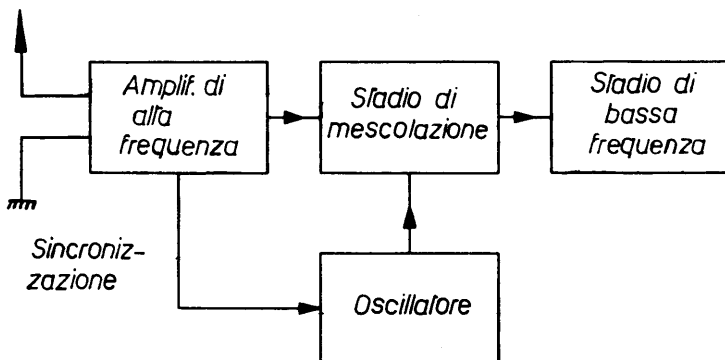 Amplif. di
alta
frequenza
Stadio di
mescolazione
Stadio di
bassa
frequenza
Sincroniz-
zazione
Oscillatore